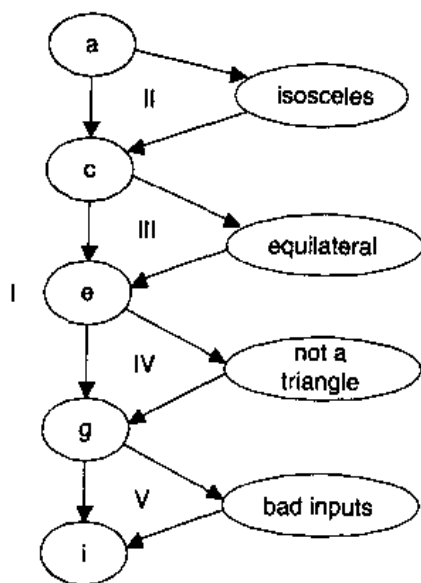 a
II
isosceles
c
III
equilateral
I
e
IV
not a
triangle
g
V
bad inputs
i